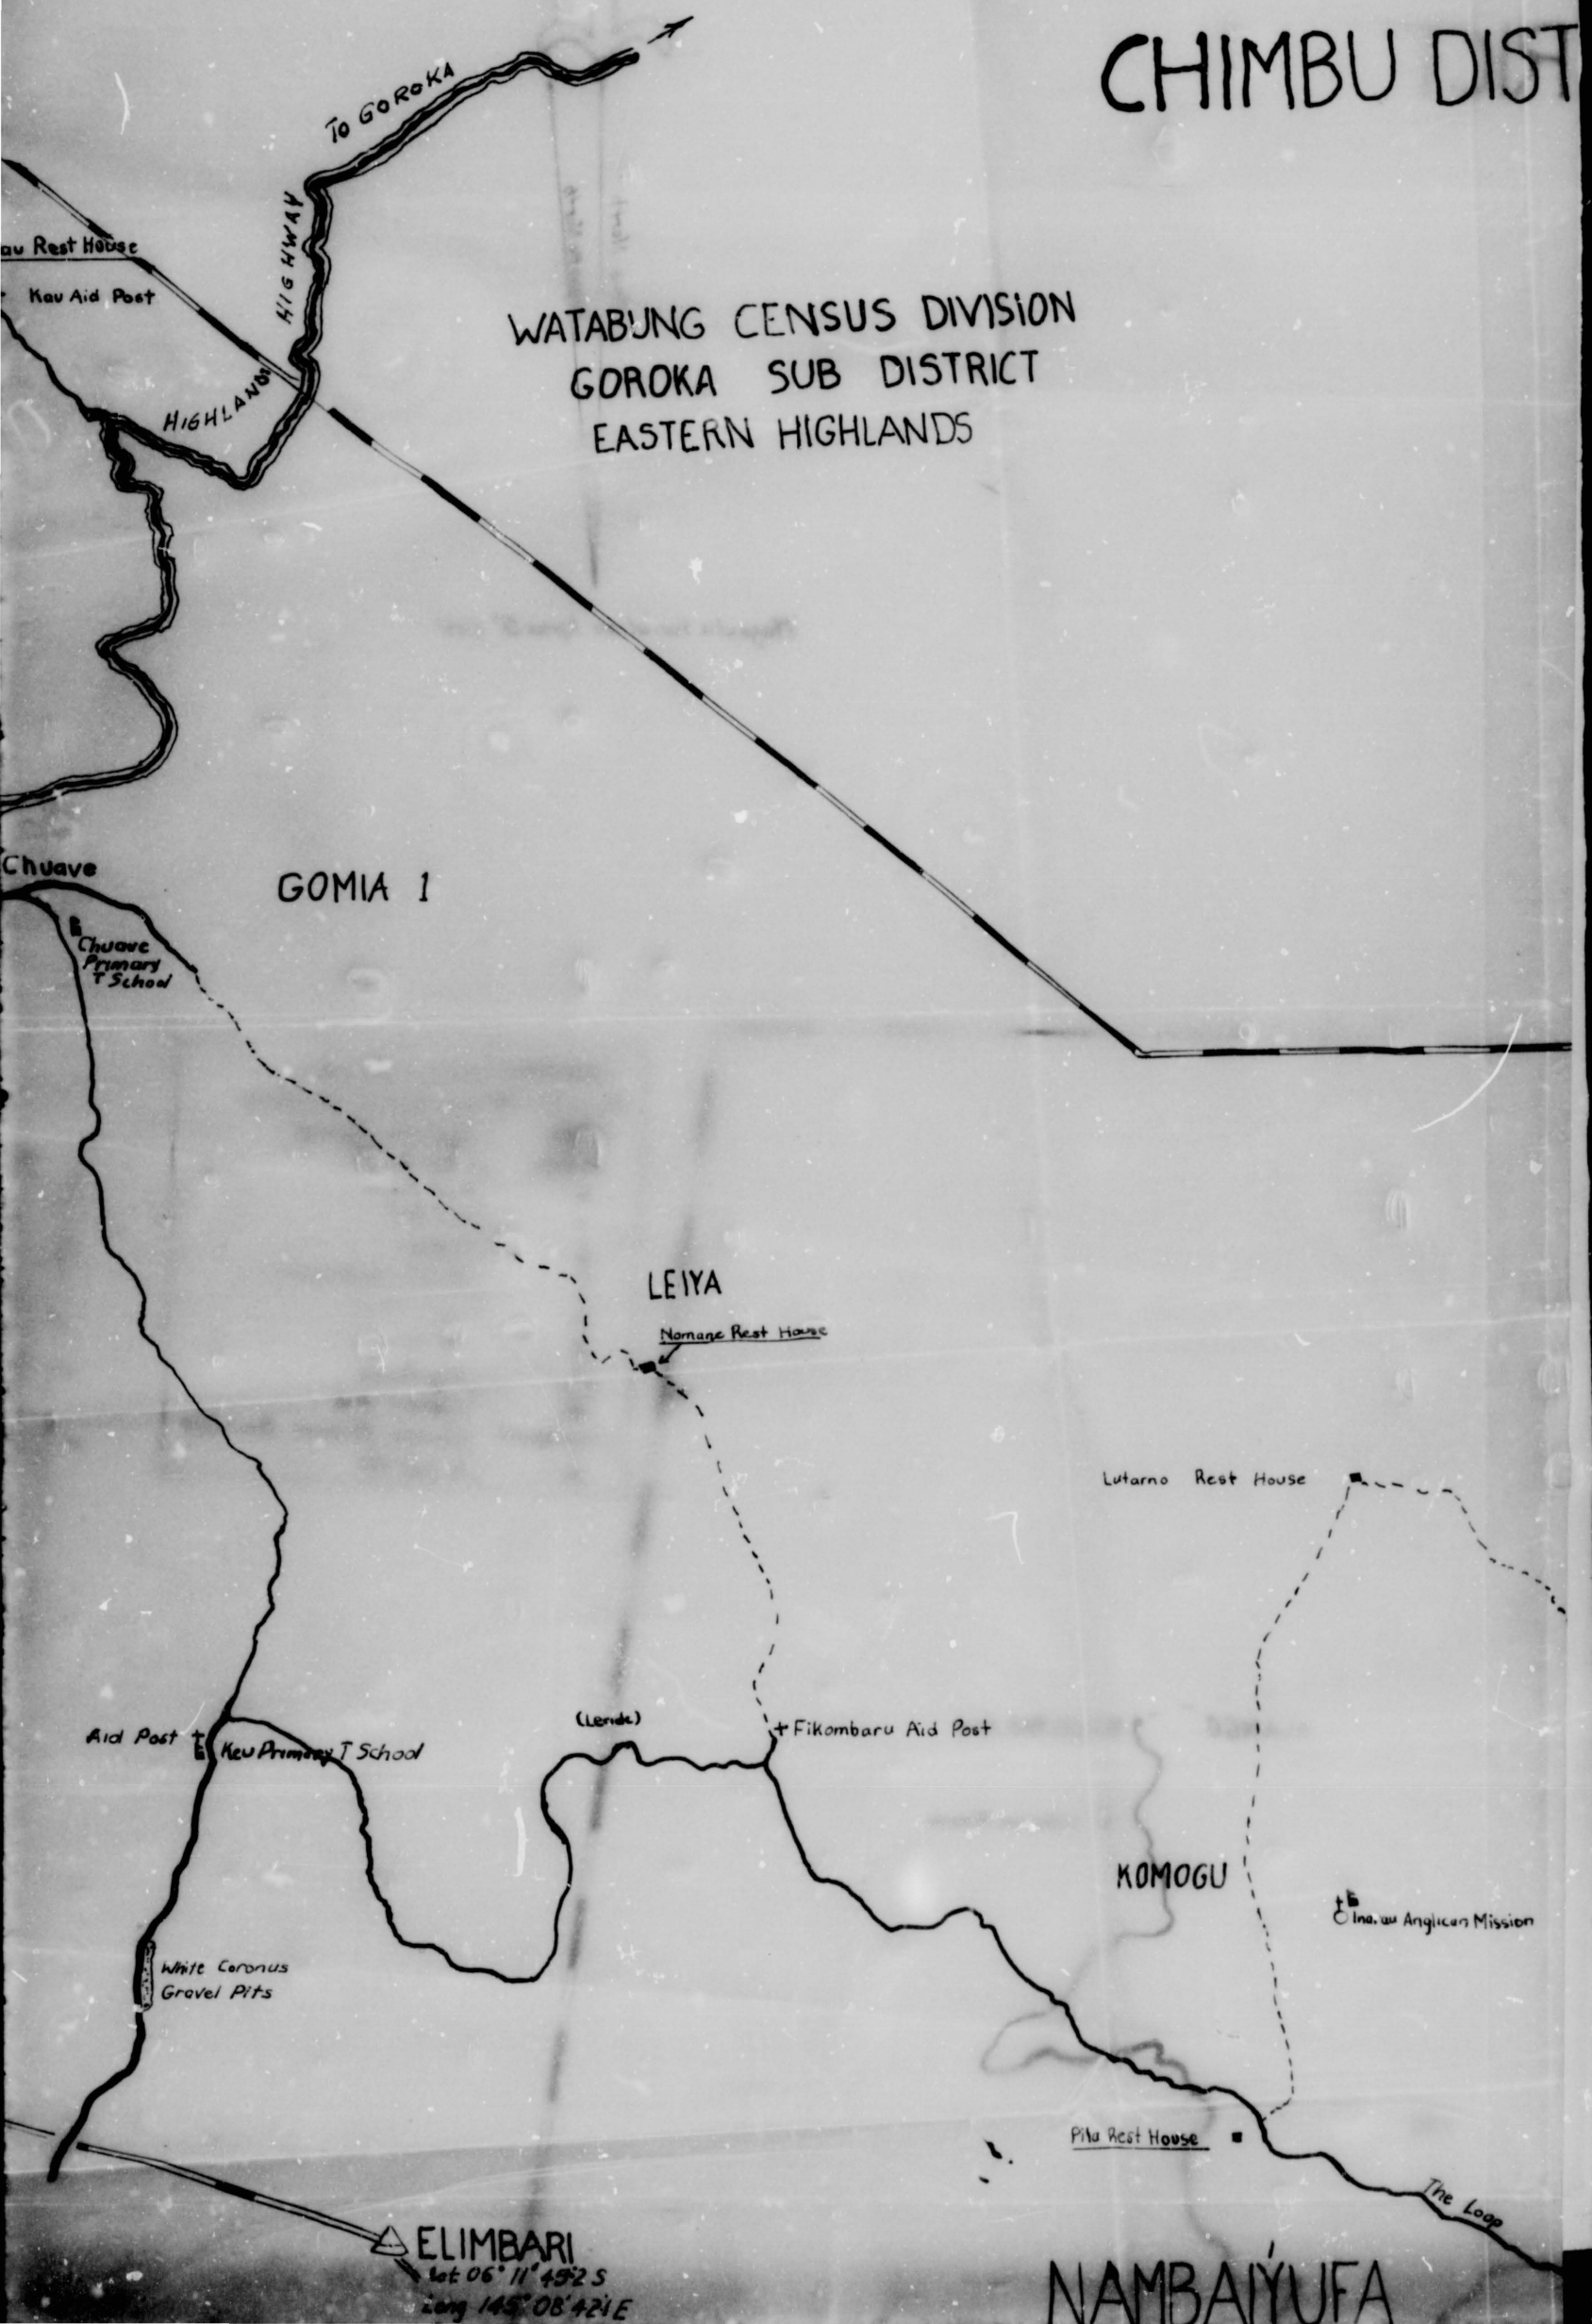 CHIMBU DIST
TO GOROKA
HIGHWAY
au Rest House
Kau Aid Post
HIGHLANDS
WATABUNG CENSUS DIVISION
GOROKA SUB DISTRICT
EASTERN HIGHLANDS
Chuave
GOMIA 1
Chuave
Primary
T School
LEIYA
Nomane Rest House
Lutarno Rest House
Aid Post
Keu Primary T School
(Lende)
Fikombaru Aid Post
KOMOGU
Anglican Mission
White Coronus
Gravel Pits
Pila Rest House
The Loop
ELIMBARI
Lat 06° 11' 45"2 S
Long 145° 08' 42"1 E
NAMBAIYUFA